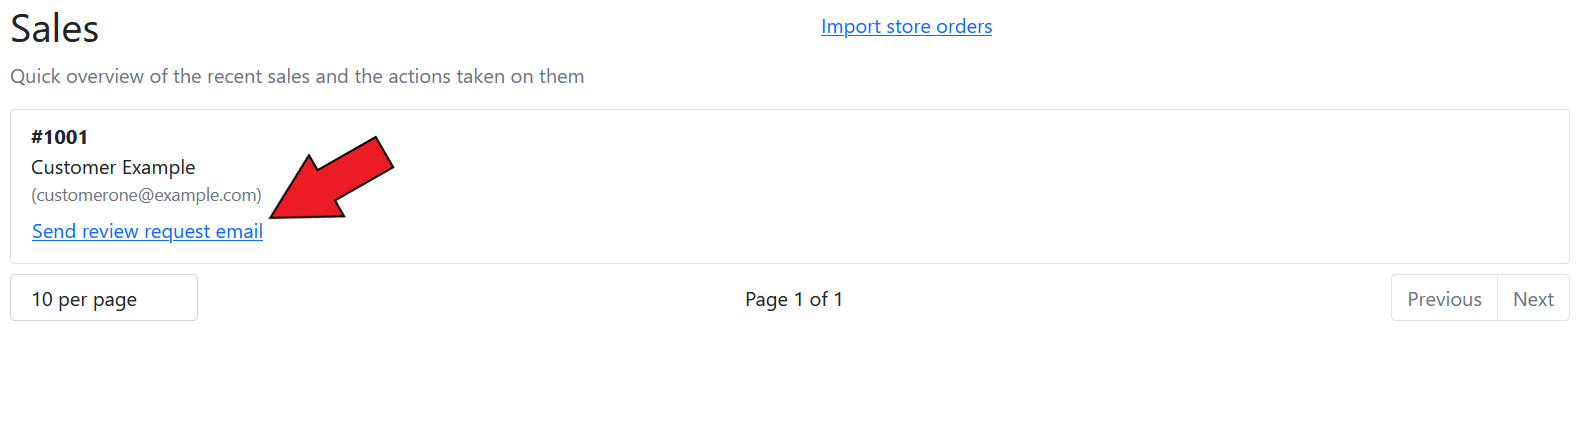 Sales
Import store orders
Quick overview of the recent sales and the actions taken on them
#1001
Customer Example
(customerone@example.com)
Send review request email
10 per page
Page 1 of 1
Previous
Next